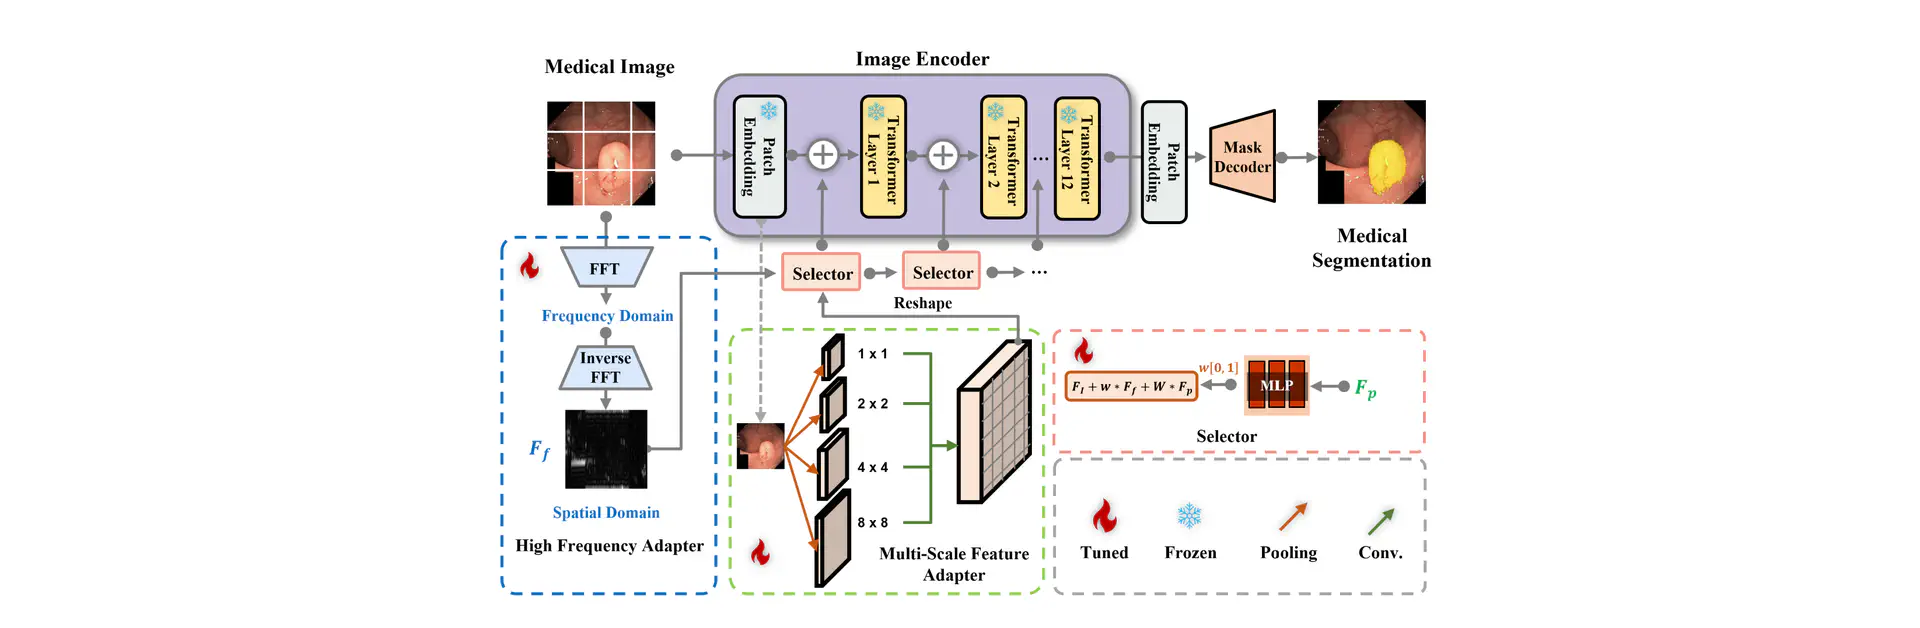 Image Encoder
Medical Image
Patch
Embedding
Transformer
Layer 1
Transformer
Layer 2
...
Transformer
Layer 12
Patch
Embedding
Mask
Decoder
Medical
Segmentation
FFT
Frequency Domain
Inverse
FFT
F_f
Spatial Domain
High Frequency Adapter
Selector
Selector
...
Reshape
1 x 1
2 x 2
4 x 4
8 x 8
Multi-Scale Feature
Adapter
F_I + w * F_f + W * F_p
w[0, 1]
MLP
F_p
Selector
Tuned
Frozen
Pooling
Conv.